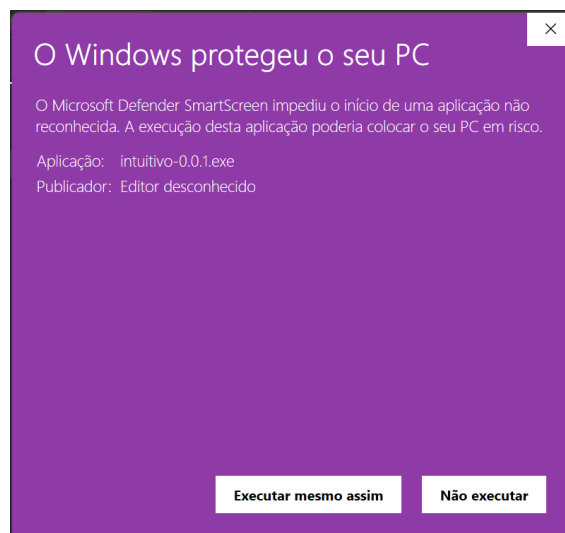 O Windows protegeu o seu PC
O Microsoft Defender SmartScreen impediu o início de uma aplicação não
reconhecida. A execução desta aplicação poderia colocar o seu PC em risco.
Aplicação: intuitivo-0.0.1.exe
Publicador: Editor desconhecido
Executar mesmo assim
Não executar